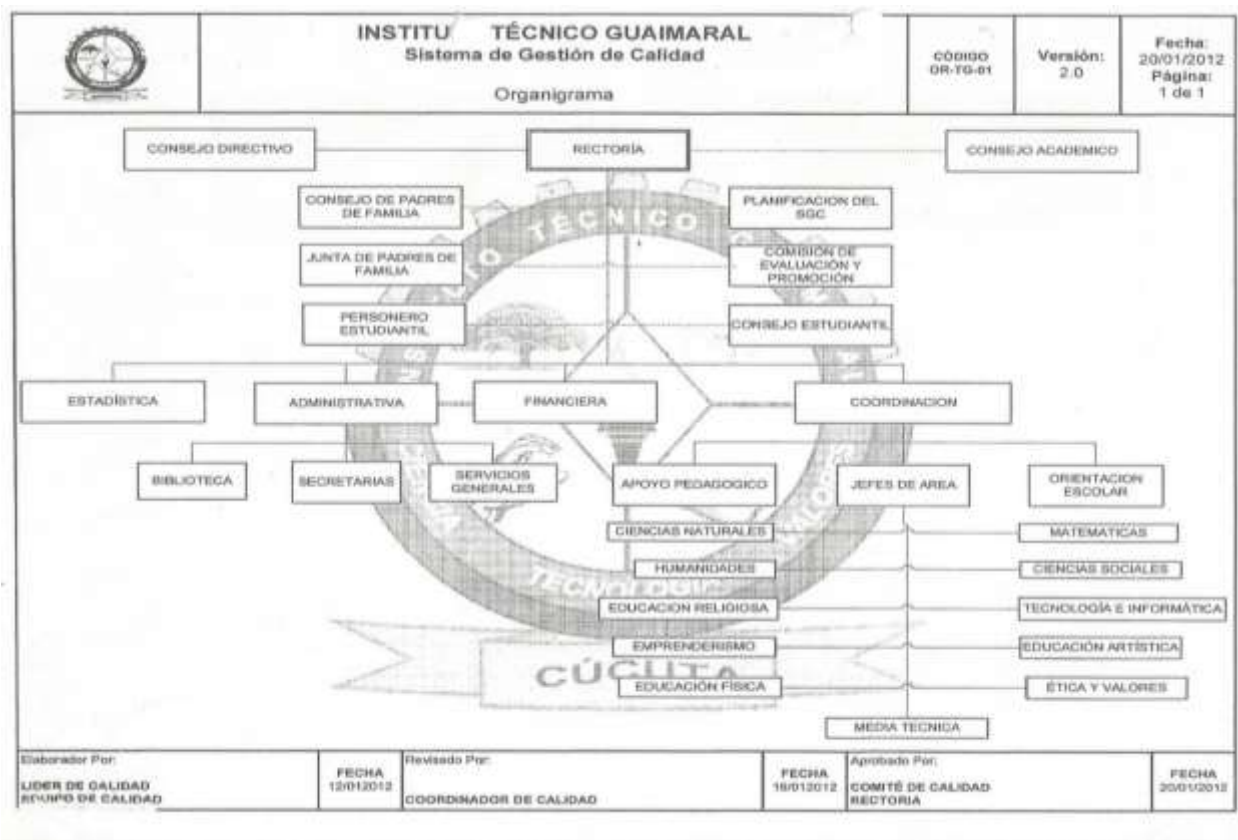 INSTITU TÉCNICO GUAIMARAL
Sistema de Gestión de Calidad
Organigrama
CODIGO
OR-TG-01
Versión:
2.0
Fecha:
20/01/2012
Página:
1 de 1
CONSEJO DIRECTIVO
RECTORÍA
CONSEJO ACADEMICO
CONSEJO DE PADRES
DE FAMILIA
PLANIFICACION DEL
SGC
JUNTA DE PADRES DE
FAMILIA
COMISIÓN DE
EVALUACIÓN Y
PROMOCIÓN
PERSONERO
ESTUDIANTIL
CONSEJO ESTUDIANTIL
ESTADÍSTICA
ADMINISTRATIVA
FINANCIERA
COORDINACION
BIBLIOTECA
SECRETARIAS
SERVICIOS
GENERALES
APOYO PEDAGOGICO
JEFES DE AREA
ORIENTACION
ESCOLAR
CIENCIAS NATURALES
MATEMATICAS
HUMANIDADES
CIENCIAS SOCIALES
EDUCACION RELIGIOSA
TECNOLOGÍA E INFORMÁTICA
EMPRENDERISMO
EDUCACIÓN ARTÍSTICA
EDUCACIÓN FÍSICA
ÉTICA Y VALORES
MEDIA TECNICA
TÉCNICO
CÚCUTA
Elaborador Por:
LIDER DE CALIDAD
EQUIPO DE CALIDAD
FECHA
12/012012
Revisado Por:
COORDINADOR DE CALIDAD
FECHA
16/012012
Aprobado Por:
COMITÉ DE CALIDAD
RECTORIA
FECHA
20/01/2012